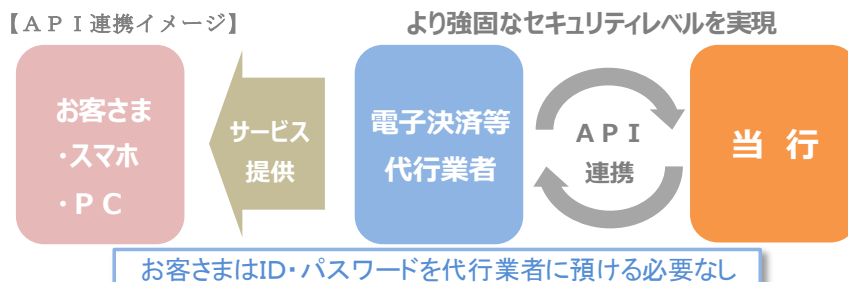 【ＡＰＩ連携イメージ】
より強固なセキュリティレベルを実現
お客さま
・スマホ
・ＰＣ
サービス
提供
電子決済等
代行業者
ＡＰＩ
連携
当 行
お客さまはID・パスワードを代行業者に預ける必要なし